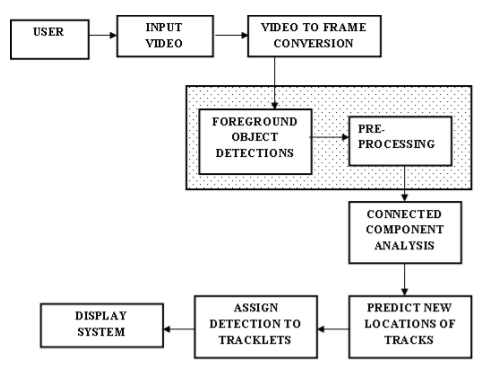 USER
INPUT
VIDEO
VIDEO TO FRAME
CONVERSION
FOREGROUND
OBJECT
DETECTIONS
PRE-
PROCESSING
CONNECTED
COMPONENT
ANALYSIS
PREDICT NEW
LOCATIONS OF
TRACKS
ASSIGN
DETECTION TO
TRACKLETS
DISPLAY
SYSTEM